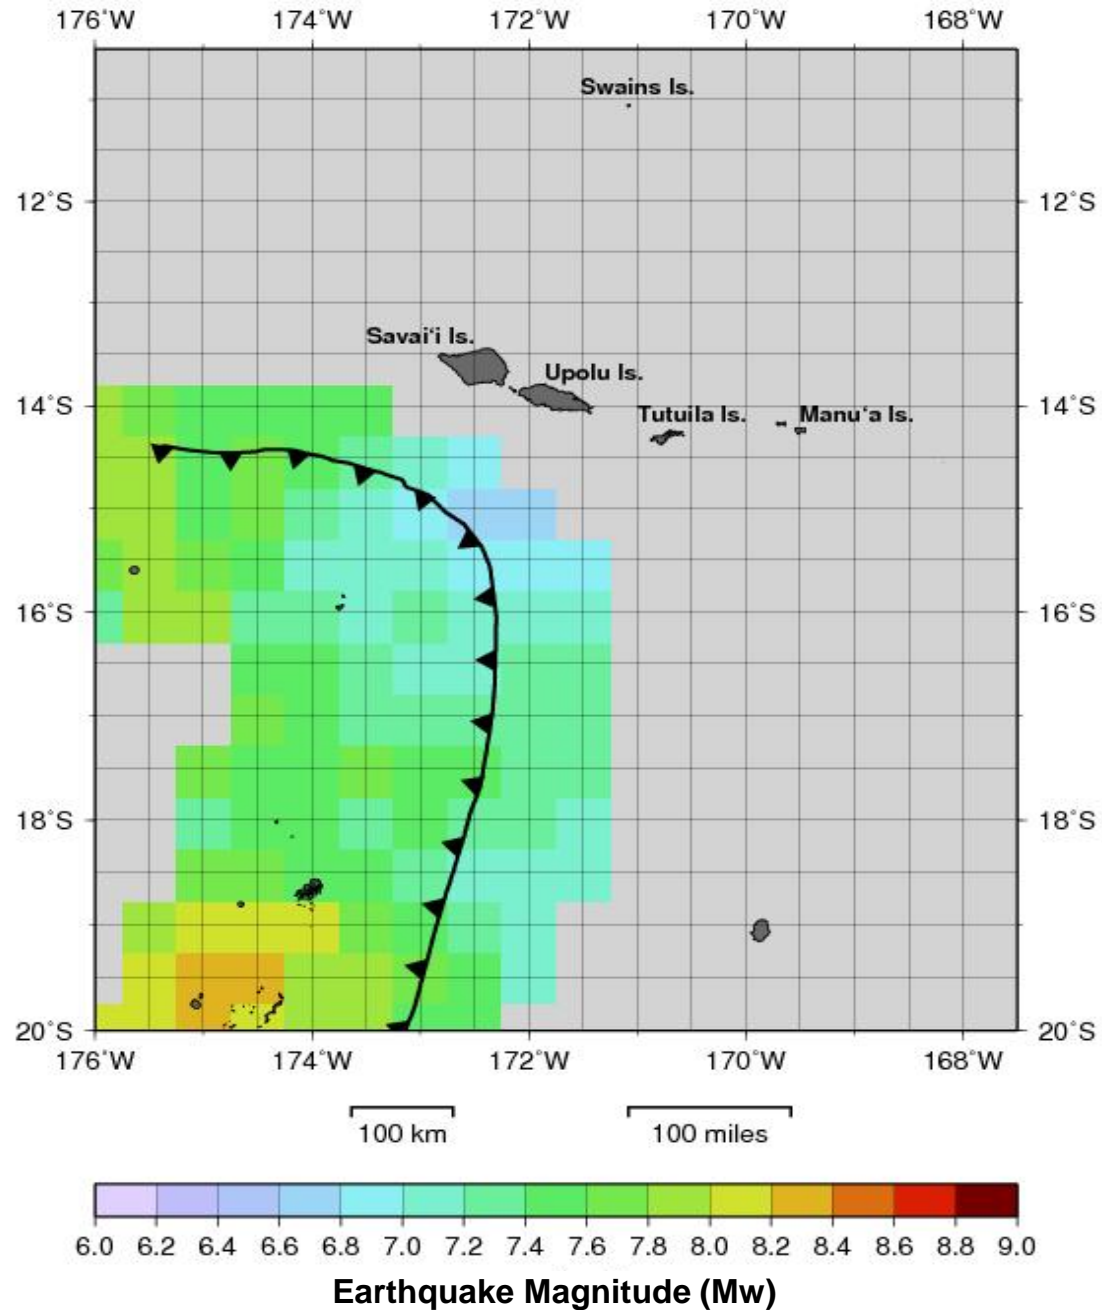 176˚W 174˚W 172˚W 170˚W 168˚W
Swains Is.
12˚S 12˚S
Savai‘i Is.
Upolu Is.
14˚S Tutuila Is. Manu‘a Is. 14˚S
16˚S 16˚S
18˚S 18˚S
20˚S 20˚S
176˚W 174˚W 172˚W 170˚W 168˚W
100 km 100 miles
6.0 6.2 6.4 6.6 6.8 7.0 7.2 7.4 7.6 7.8 8.0 8.2 8.4 8.6 8.8 9.0
Earthquake Magnitude (Mw)